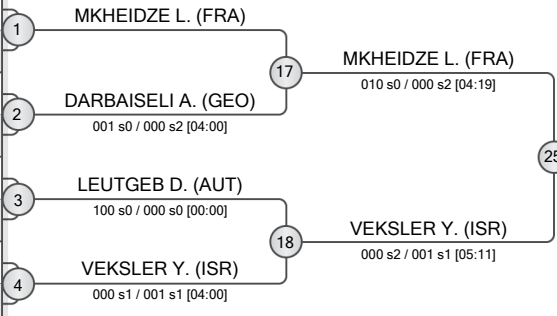 MKHEIDZE L. (FRA)
1
17
MKHEIDZE L. (FRA)
010 s0 / 000 s2 [04:19]
DARBAISELI A. (GEO)
2
001 s0 / 000 s2 [04:00]
25
LEUTGEB D. (AUT)
3
100 s0 / 000 s0 [00:00]
18
VEKSLER Y. (ISR)
000 s2 / 001 s1 [05:11]
VEKSLER Y. (ISR)
4
000 s1 / 001 s1 [04:00]